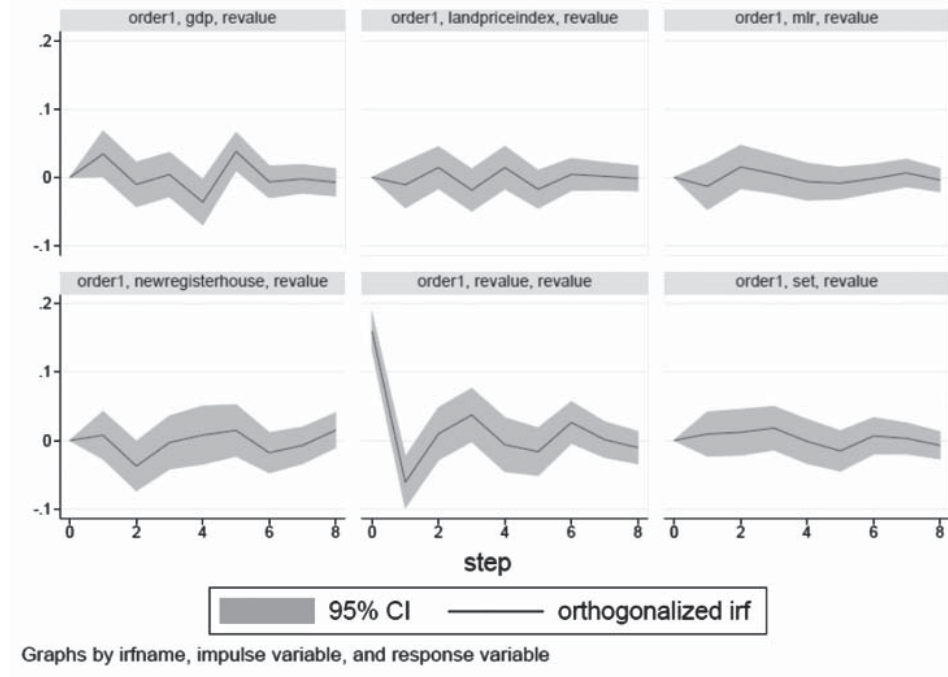 order1, gdp, revalue
order1, landpriceindex, revalue
order1, mlr, revalue
.2
.1
0
-.1
order1, newregisterhouse, revalue
order1, revalue, revalue
order1, set, revalue
.2
.1
0
-.1
0 2 4 6 8
0 2 4 6 8
0 2 4 6 8
step
95% CI
orthogonalized irf
Graphs by irfname, impulse variable, and response variable